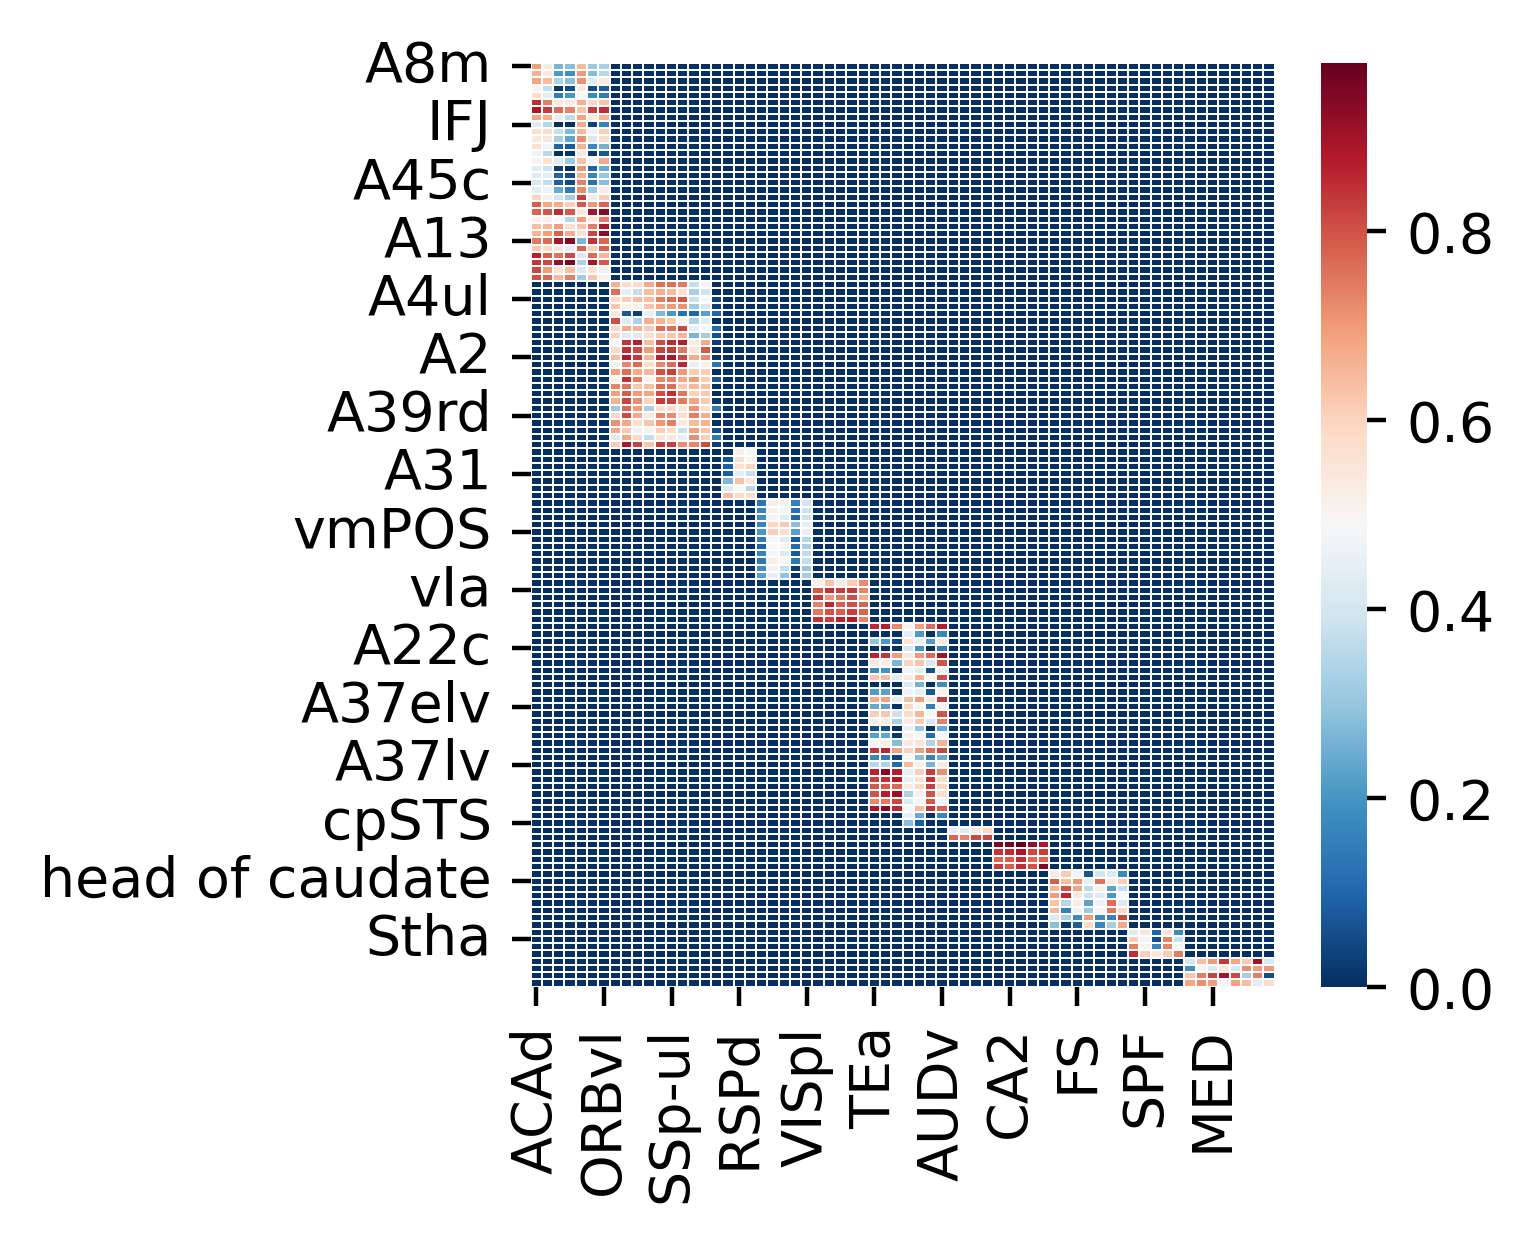 A8m
IFJ
A45c
A13
A4ul
A2
A39rd
A31
vmPOS
vIa
A22c
A37elv
A37lv
cpSTS
head of caudate
Stha
0.8
0.6
0.4
0.2
0.0
ACAd
ORBvl
SSp-ul
RSPd
VISpl
TEa
AUDv
CA2
FS
SPF
MED